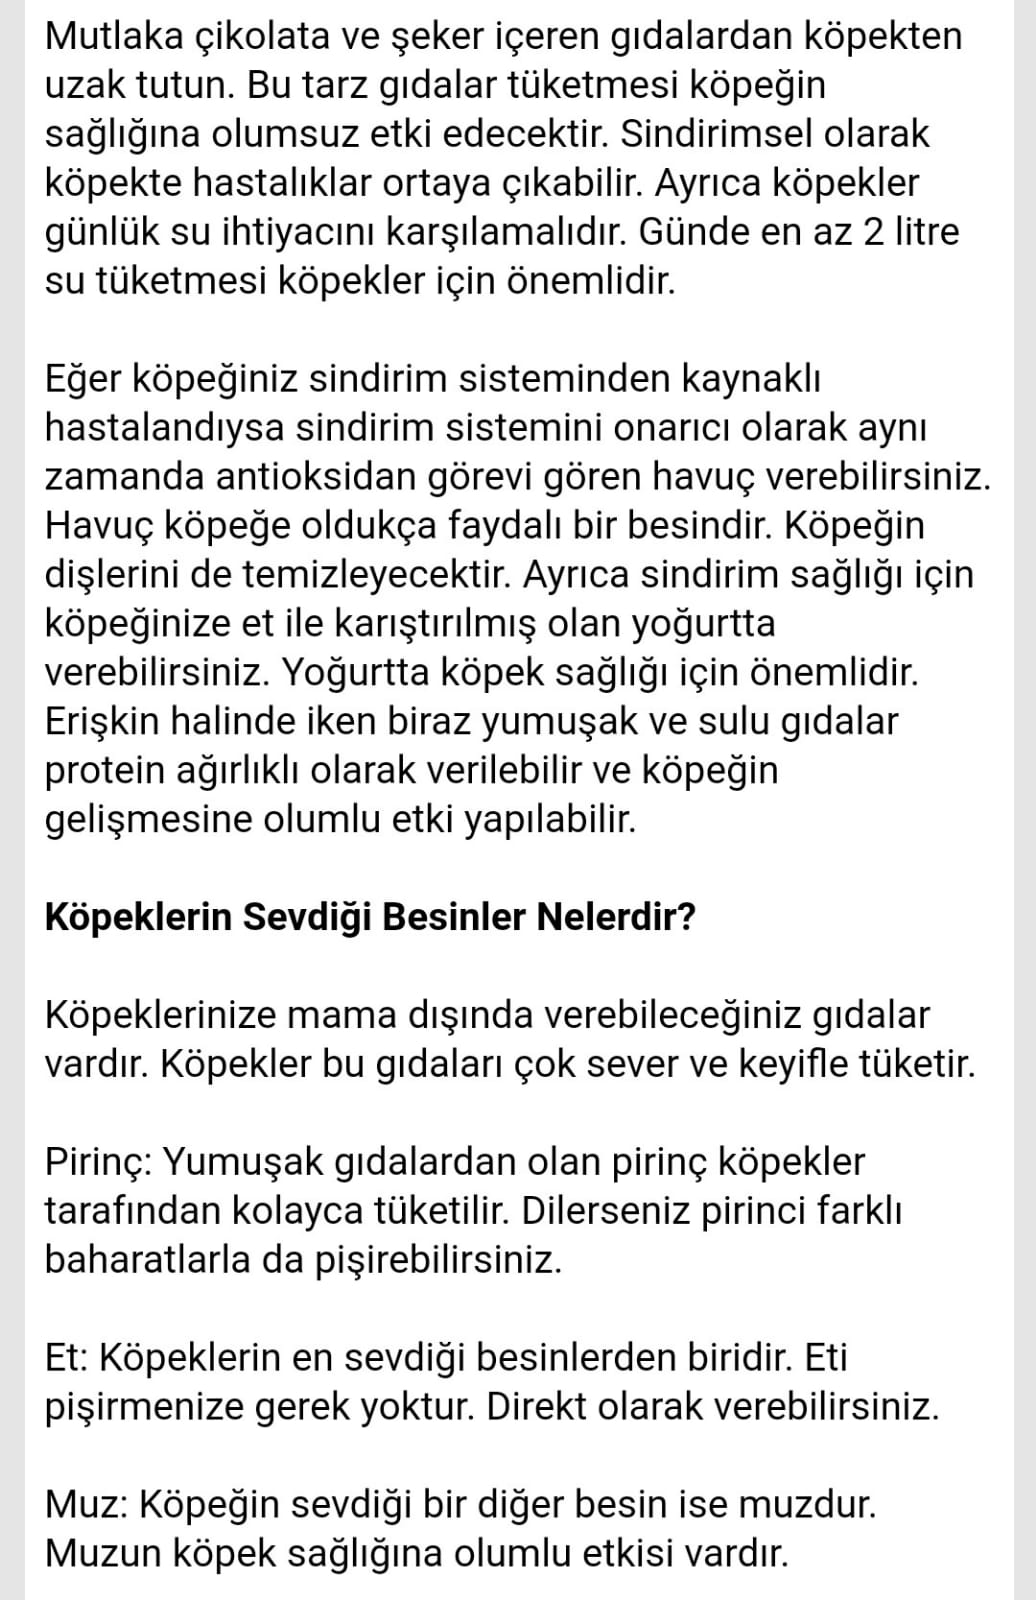 Mutlaka çikolata ve şeker içeren gıdalardan köpekten
uzak tutun. Bu tarz gıdalar tüketmesi köpeğin
sağlığına olumsuz etki edecektir. Sindirimsel olarak
köpekte hastalıklar ortaya çıkabilir. Ayrıca köpekler
günlük su ihtiyacını karşılamalıdır. Günde en az 2 litre
su tüketmesi köpekler için önemlidir.
Eğer köpeğiniz sindirim sisteminden kaynaklı
hastalandıysa sindirim sistemini onarıcı olarak aynı
zamanda antioksidan görevi gören havuç verebilirsiniz.
Havuç köpeğe oldukça faydalı bir besindir. Köpeğin
dişlerini de temizleyecektir. Ayrıca sindirim sağlığı için
köpeğinize et ile karıştırılmış olan yoğurtta
verebilirsiniz. Yoğurtta köpek sağlığı için önemlidir.
Erişkin halinde iken biraz yumuşak ve sulu gıdalar
protein ağırlıklı olarak verilebilir ve köpeğin
gelişmesine olumlu etki yapılabilir.
Köpeklerin Sevdiği Besinler Nelerdir?
Köpeklerinize mama dışında verebileceğiniz gıdalar
vardır. Köpekler bu gıdaları çok sever ve keyifle tüketir.
Pirinç: Yumuşak gıdalardan olan pirinç köpekler
tarafından kolayca tüketilir. Dilerseniz pirinci farklı
baharatlarla da pişirebilirsiniz.
Et: Köpeklerin en sevdiği besinlerden biridir. Eti
pişirmenize gerek yoktur. Direkt olarak verebilirsiniz.
Muz: Köpeğin sevdiği bir diğer besin ise muzdur.
Muzun köpek sağlığına olumlu etkisi vardır.